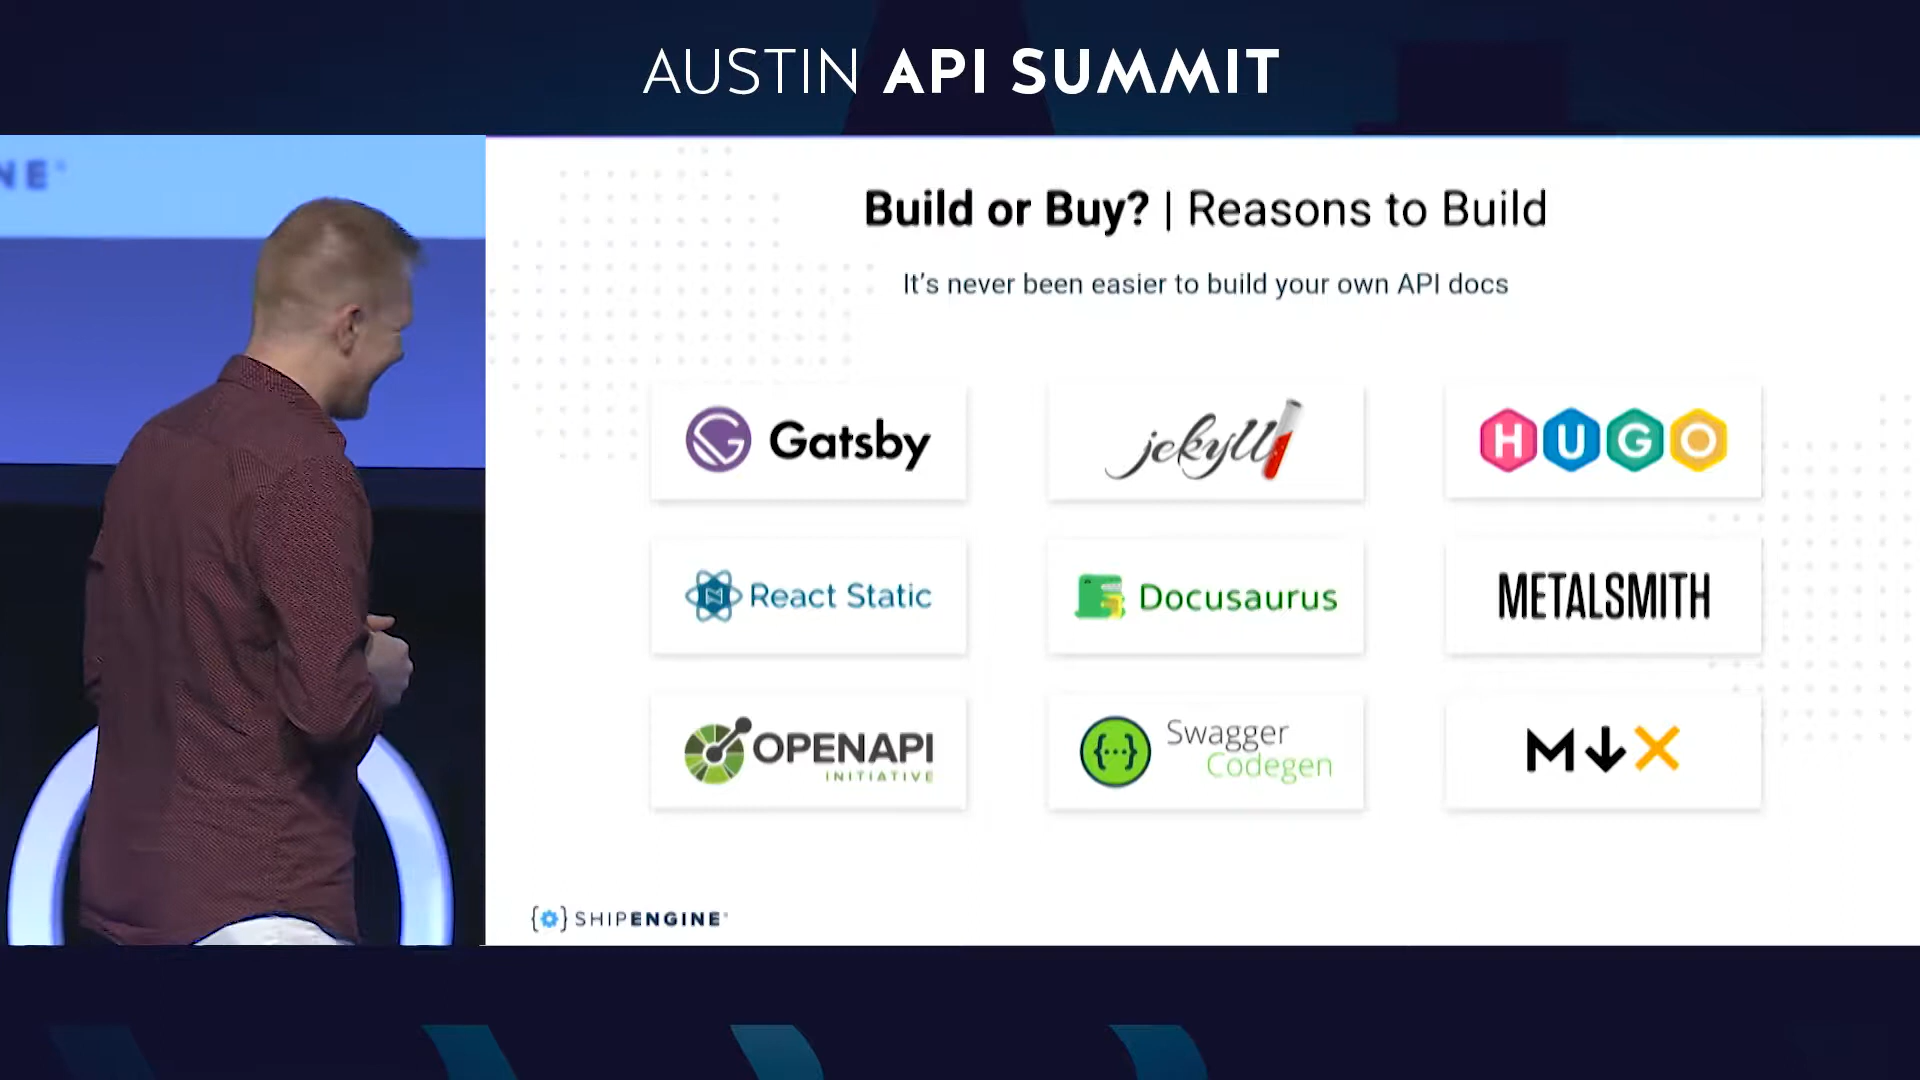 AUSTIN API SUMMIT
NE
Build or Buy? | Reasons to Build
It's never been easier to build your own API docs
Gatsby
jekyll
HUGO
React Static
Docusaurus
METALSMITH
OPENAPI
INITIATIVE
Swagger
Codegen
M↓X
{ } SHIPENGINE®